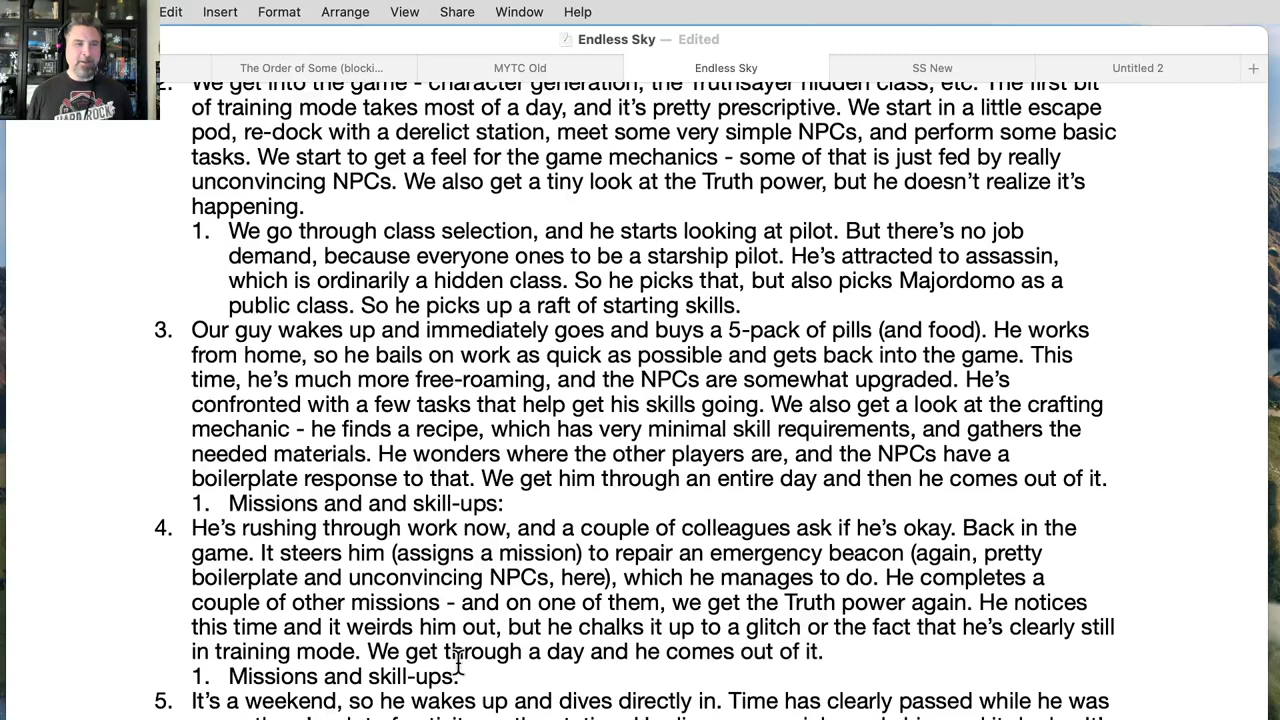 Edit Insert Format Arrange View Share Window Help
Endless Sky — Edited
The Order of Some (blocki... MYTC Old Endless Sky SS New Untitled 2
2. We get into the game - character generation, the Truthsayer hidden class, etc. The first bit
of training mode takes most of a day, and it's pretty prescriptive. We start in a little escape
pod, re-dock with a derelict station, meet some very simple NPCs, and perform some basic
tasks. We start to get a feel for the game mechanics - some of that is just fed by really
unconvincing NPCs. We also get a tiny look at the Truth power, but he doesn't realize it's
happening.
1. We go through class selection, and he starts looking at pilot. But there's no job
demand, because everyone ones to be a starship pilot. He's attracted to assassin,
which is ordinarily a hidden class. So he picks that, but also picks Majordomo as a
public class. So he picks up a raft of starting skills.
3. Our guy wakes up and immediately goes and buys a 5-pack of pills (and food). He works
from home, so he bails on work as quick as possible and gets back into the game. This
time, he's much more free-roaming, and the NPCs are somewhat upgraded. He's
confronted with a few tasks that help get his skills going. We also get a look at the crafting
mechanic - he finds a recipe, which has very minimal skill requirements, and gathers the
needed materials. He wonders where the other players are, and the NPCs have a
boilerplate response to that. We get him through an entire day and then he comes out of it.
1. Missions and and skill-ups:
4. He's rushing through work now, and a couple of colleagues ask if he's okay. Back in the
game. It steers him (assigns a mission) to repair an emergency beacon (again, pretty
boilerplate and unconvincing NPCs, here), which he manages to do. He completes a
couple of other missions - and on one of them, we get the Truth power again. He notices
this time and it weirds him out, but he chalks it up to a glitch or the fact that he's clearly still
in training mode. We get through a day and he comes out of it.
1. Missions and skill-ups:
5. It's a weekend, so he wakes up and dives directly in. Time has clearly passed while he was